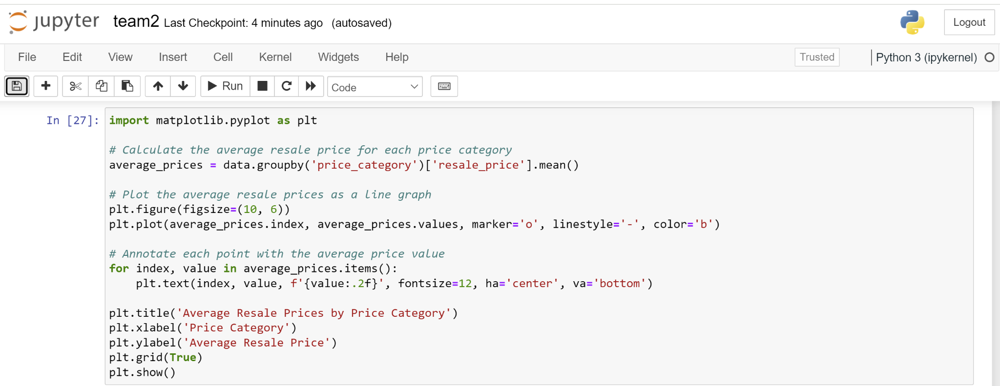 jupyter team2 Last Checkpoint: 4 minutes ago (autosaved) Logout
File Edit View Insert Cell Kernel Widgets Help Trusted Python 3 (ipykernel)
Run Code
In [27]: import matplotlib.pyplot as plt
# Calculate the average resale price for each price category
average_prices = data.groupby('price_category')['resale_price'].mean()
# Plot the average resale prices as a line graph
plt.figure(figsize=(10, 6))
plt.plot(average_prices.index, average_prices.values, marker='o', linestyle='-', color='b')
# Annotate each point with the average price value
for index, value in average_prices.items():
    plt.text(index, value, f'{value:.2f}', fontsize=12, ha='center', va='bottom')
plt.title('Average Resale Prices by Price Category')
plt.xlabel('Price Category')
plt.ylabel('Average Resale Price')
plt.grid(True)
plt.show()